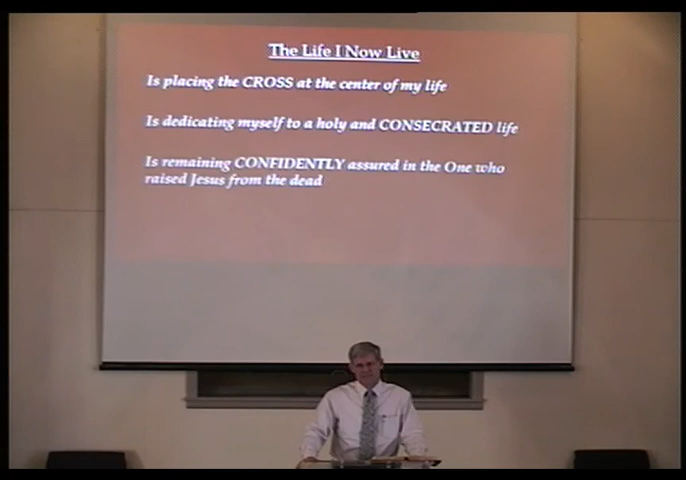 The Life I Now Live
Is placing the CROSS at the center of my life
Is dedicating myself to a holy and CONSECRATED life
Is remaining CONFIDENTLY assured in the One who
raised Jesus from the dead